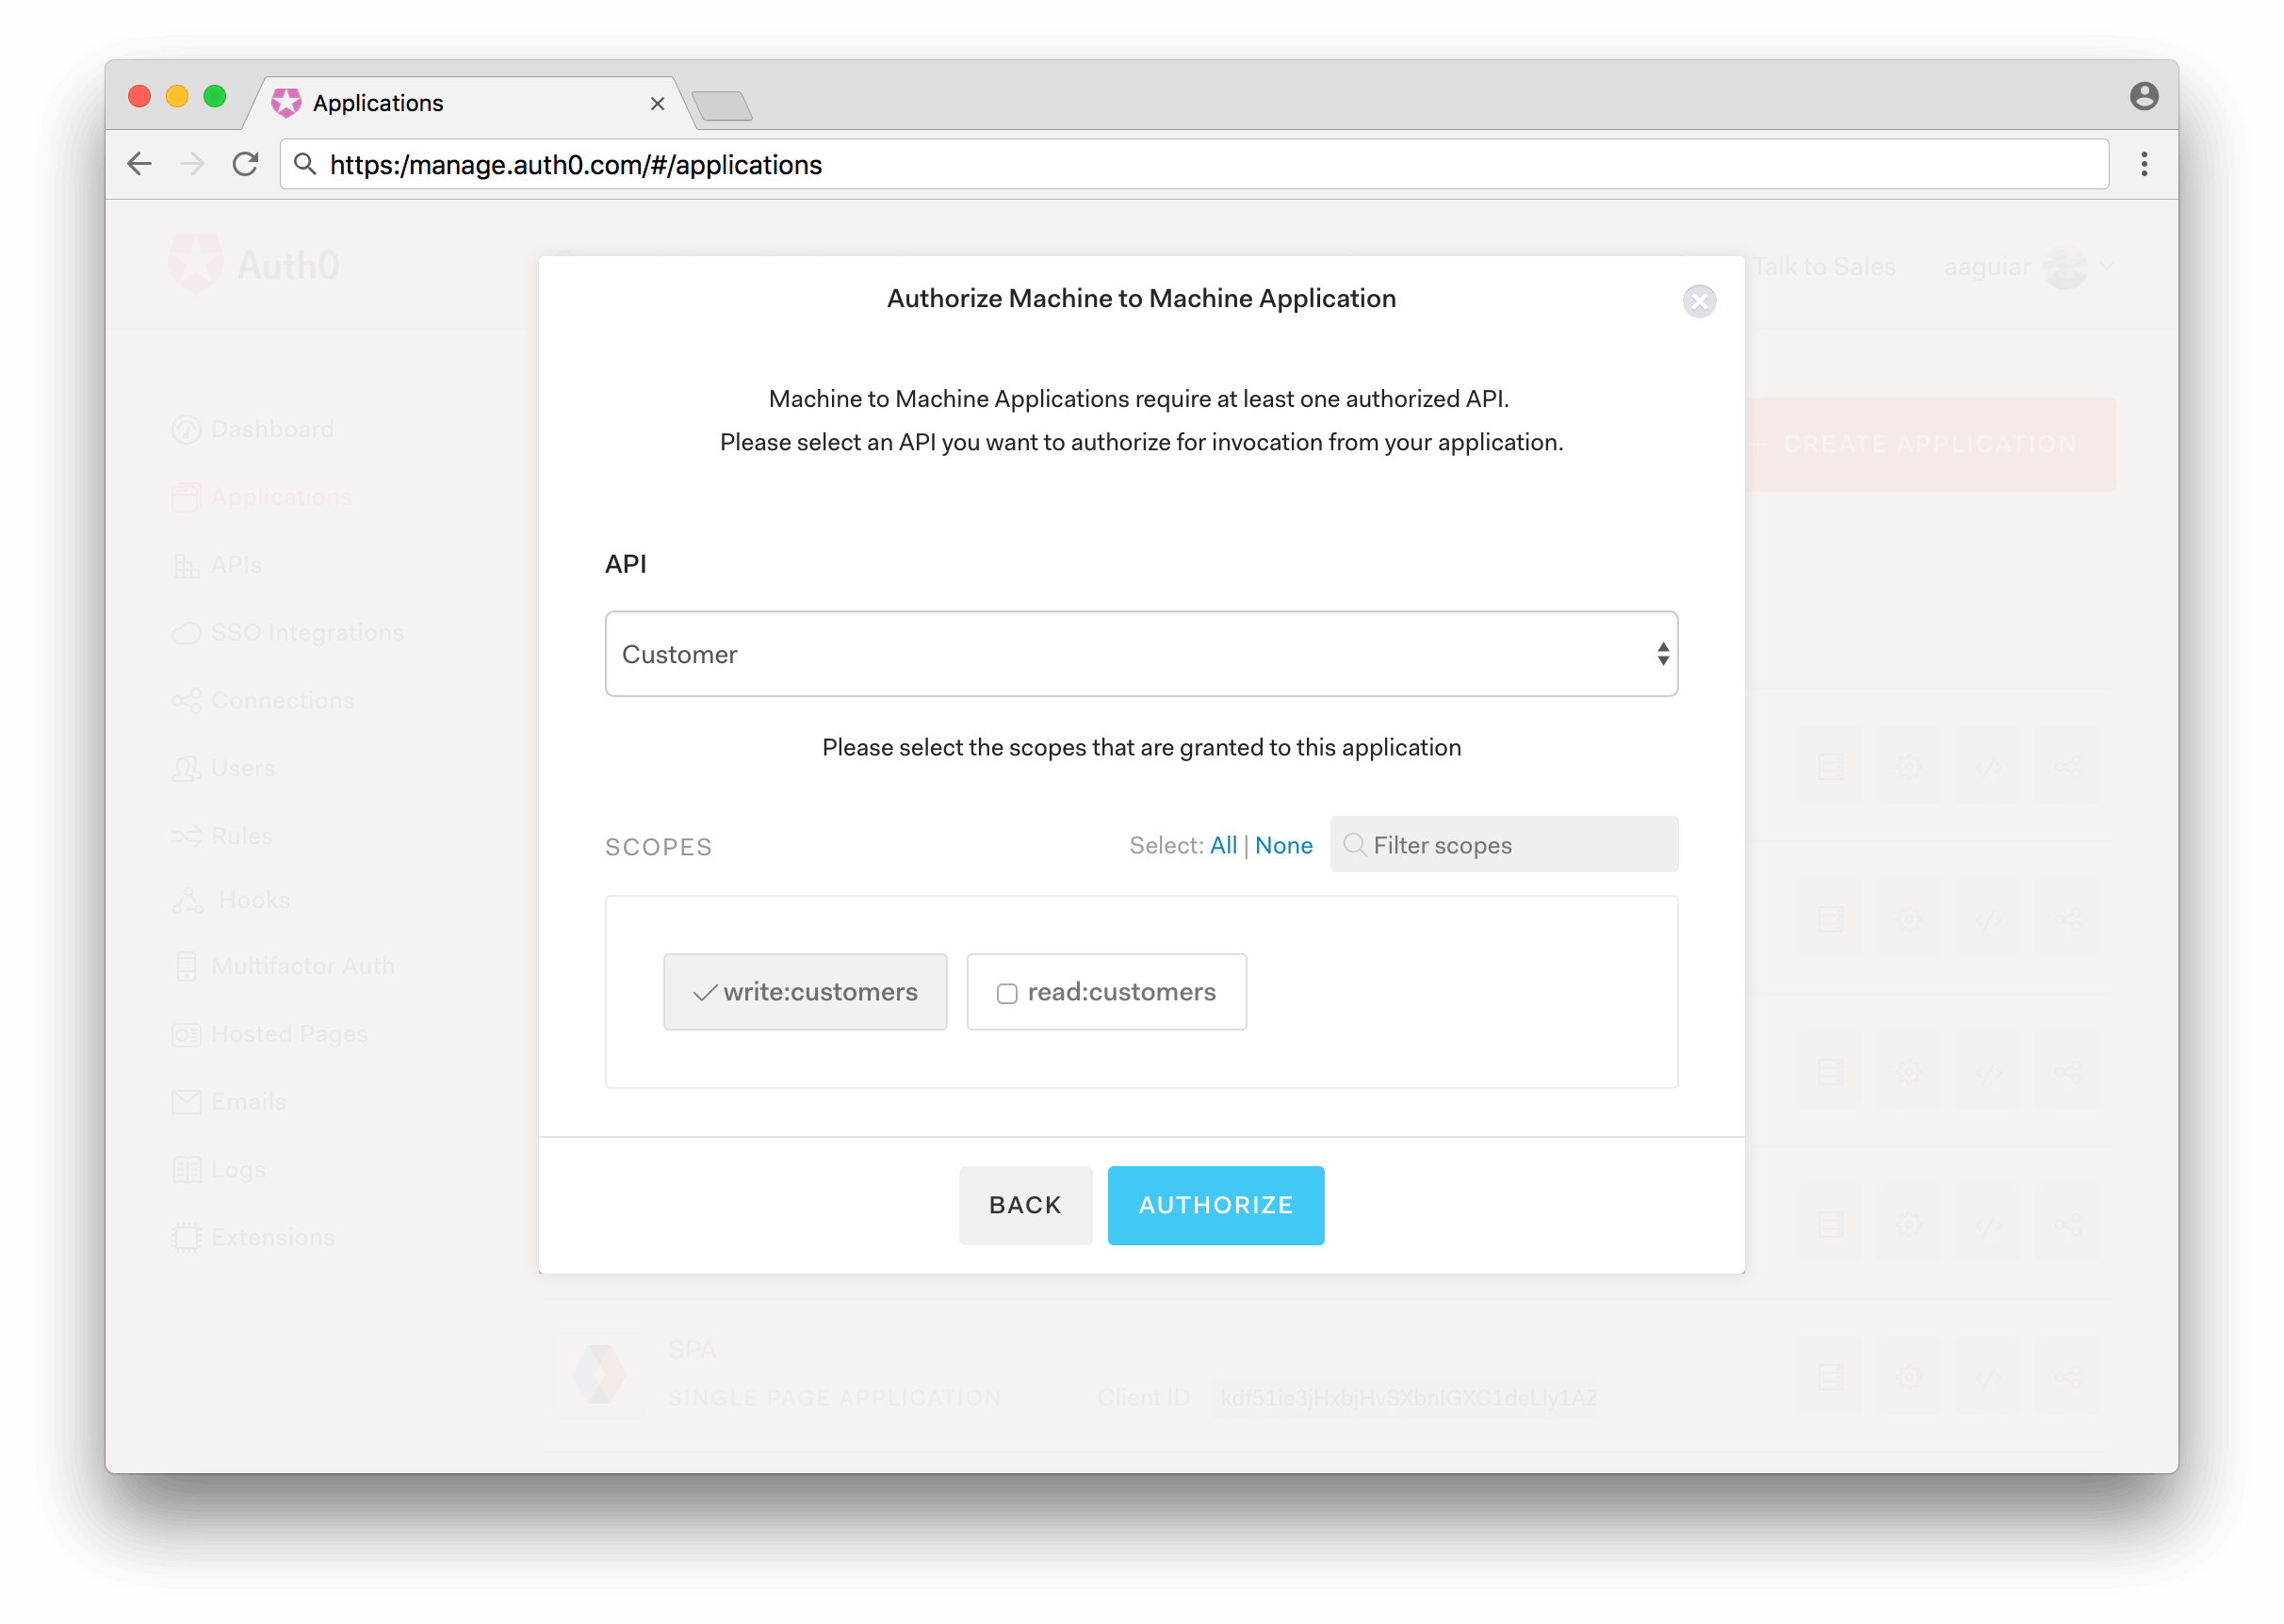 Applications
https:/manage.auth0.com/#/applications
Auth0
Talk to Sales
aaguiar
Authorize Machine to Machine Application
Machine to Machine Applications require at least one authorized API.
Please select an API you want to authorize for invocation from your application.
+ CREATE APPLICATION
Dashboard
Applications
APIs
SSO Integrations
Connections
Users
Rules
Hooks
Multifactor Auth
Hosted Pages
Emails
Logs
Extensions
API
Customer
Please select the scopes that are granted to this application
SCOPES
Select: All | None
Filter scopes
write:customers
read:customers
BACK
AUTHORIZE
SPA
SINGLE PAGE APPLICATION
Client ID